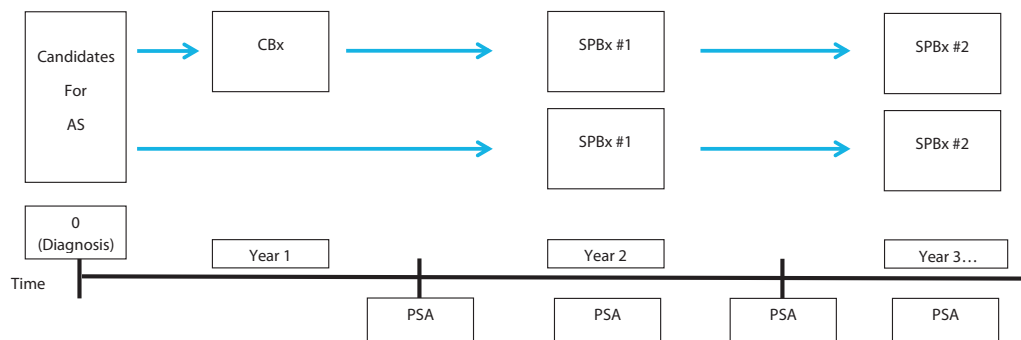 Candidates
For
AS
CBx
SPBx #1
SPBx #2
SPBx #1
SPBx #2
0
(Diagnosis)
Year 1
Year 2
Year 3...
Time
PSA
PSA
PSA
PSA